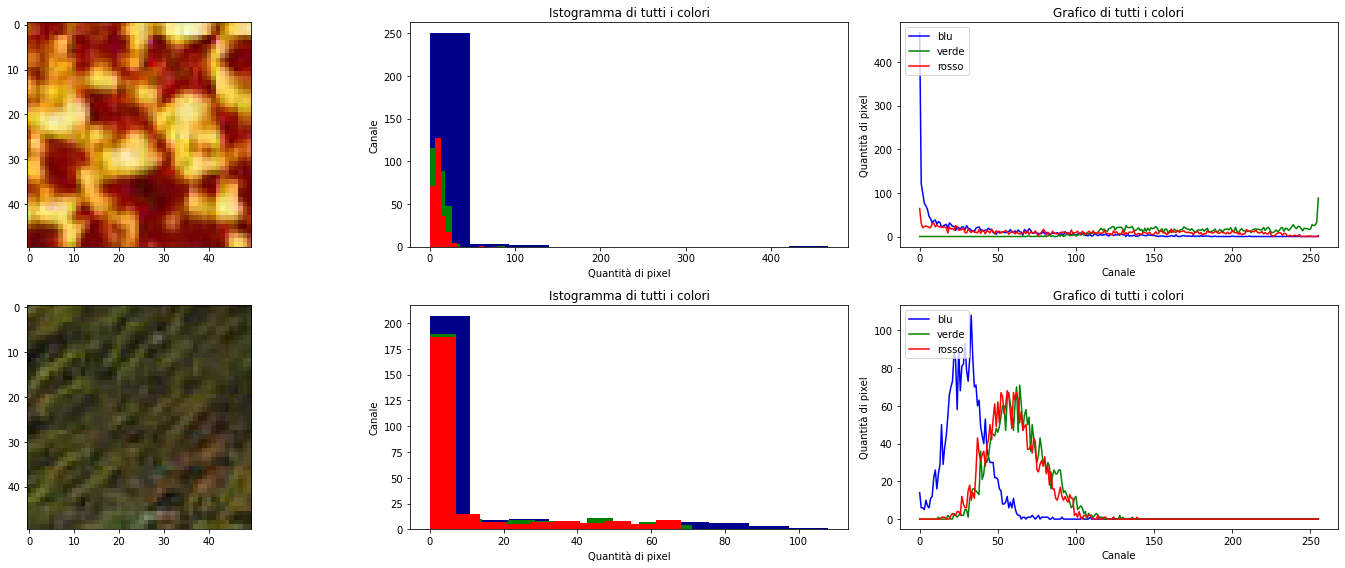 Istogramma di tutti i colori
Grafico di tutti i colori
0
10
20
30
40
0 10 20 30 40
250
200
150
100
50
0
Canale
0 100 200 300 400
Quantità di pixel
400
300
200
100
0
Quantità di pixel
blu
verde
rosso
0 50 100 150 200 250
Canale
Istogramma di tutti i colori
Grafico di tutti i colori
0
10
20
30
40
0 10 20 30 40
200
175
150
125
100
75
50
25
0
Canale
0 20 40 60 80 100
Quantità di pixel
100
80
60
40
20
0
Quantità di pixel
blu
verde
rosso
0 50 100 150 200 250
Canale